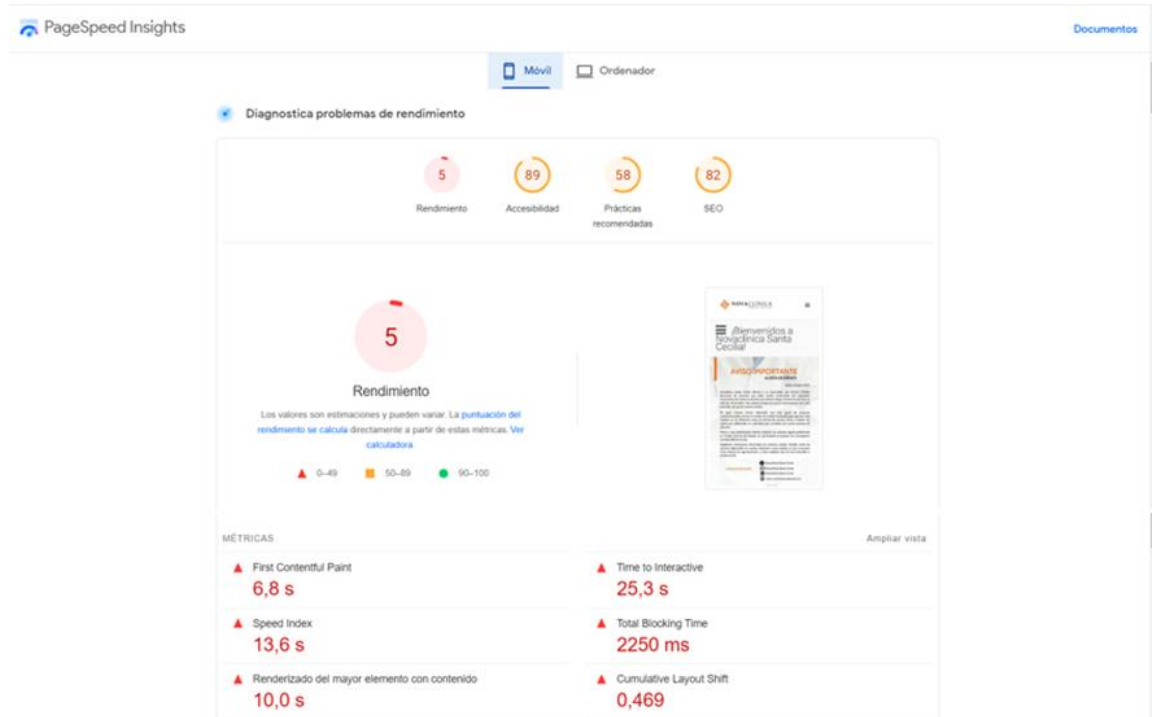 PageSpeed Insights
Documentos
Móvil
Ordenador
Diagnostica problemas de rendimiento
5
89
58
82
Rendimiento
Accesibilidad
Prácticas
recomendadas
SEO
5
Rendimiento
Los valores son estimaciones y pueden variar. La puntuación del
rendimiento se calcula directamente a partir de estas métricas. Ver
calculadora
0–49
50–89
90–100
NOVACLÍNICA
¡Bienvenidos a
Novaclínica Santa
Cecilia!
AVISO IMPORTANTE
MÉTRICAS
Ampliar vista
First Contentful Paint
6,8 s
Time to Interactive
25,3 s
Speed Index
13,6 s
Total Blocking Time
2250 ms
Renderizado del mayor elemento con contenido
10,0 s
Cumulative Layout Shift
0,469